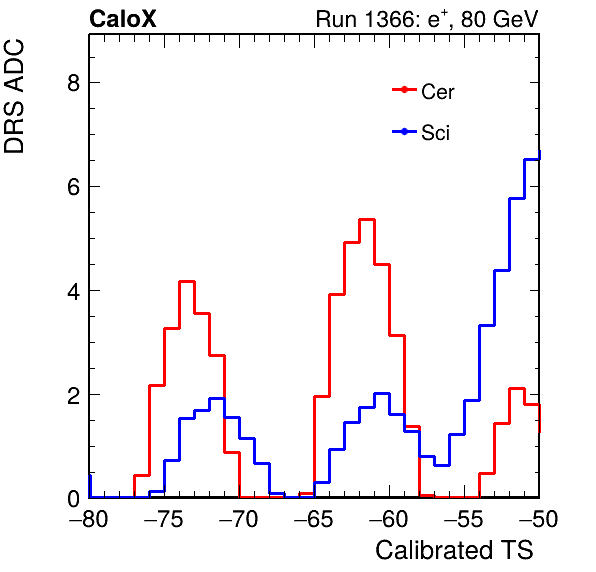 CaloX Run 1366: e⁺, 80 GeV
DRS ADC
Cer
Sci
8
6
4
2
0
−80 −75 −70 −65 −60 −55 −50
Calibrated TS